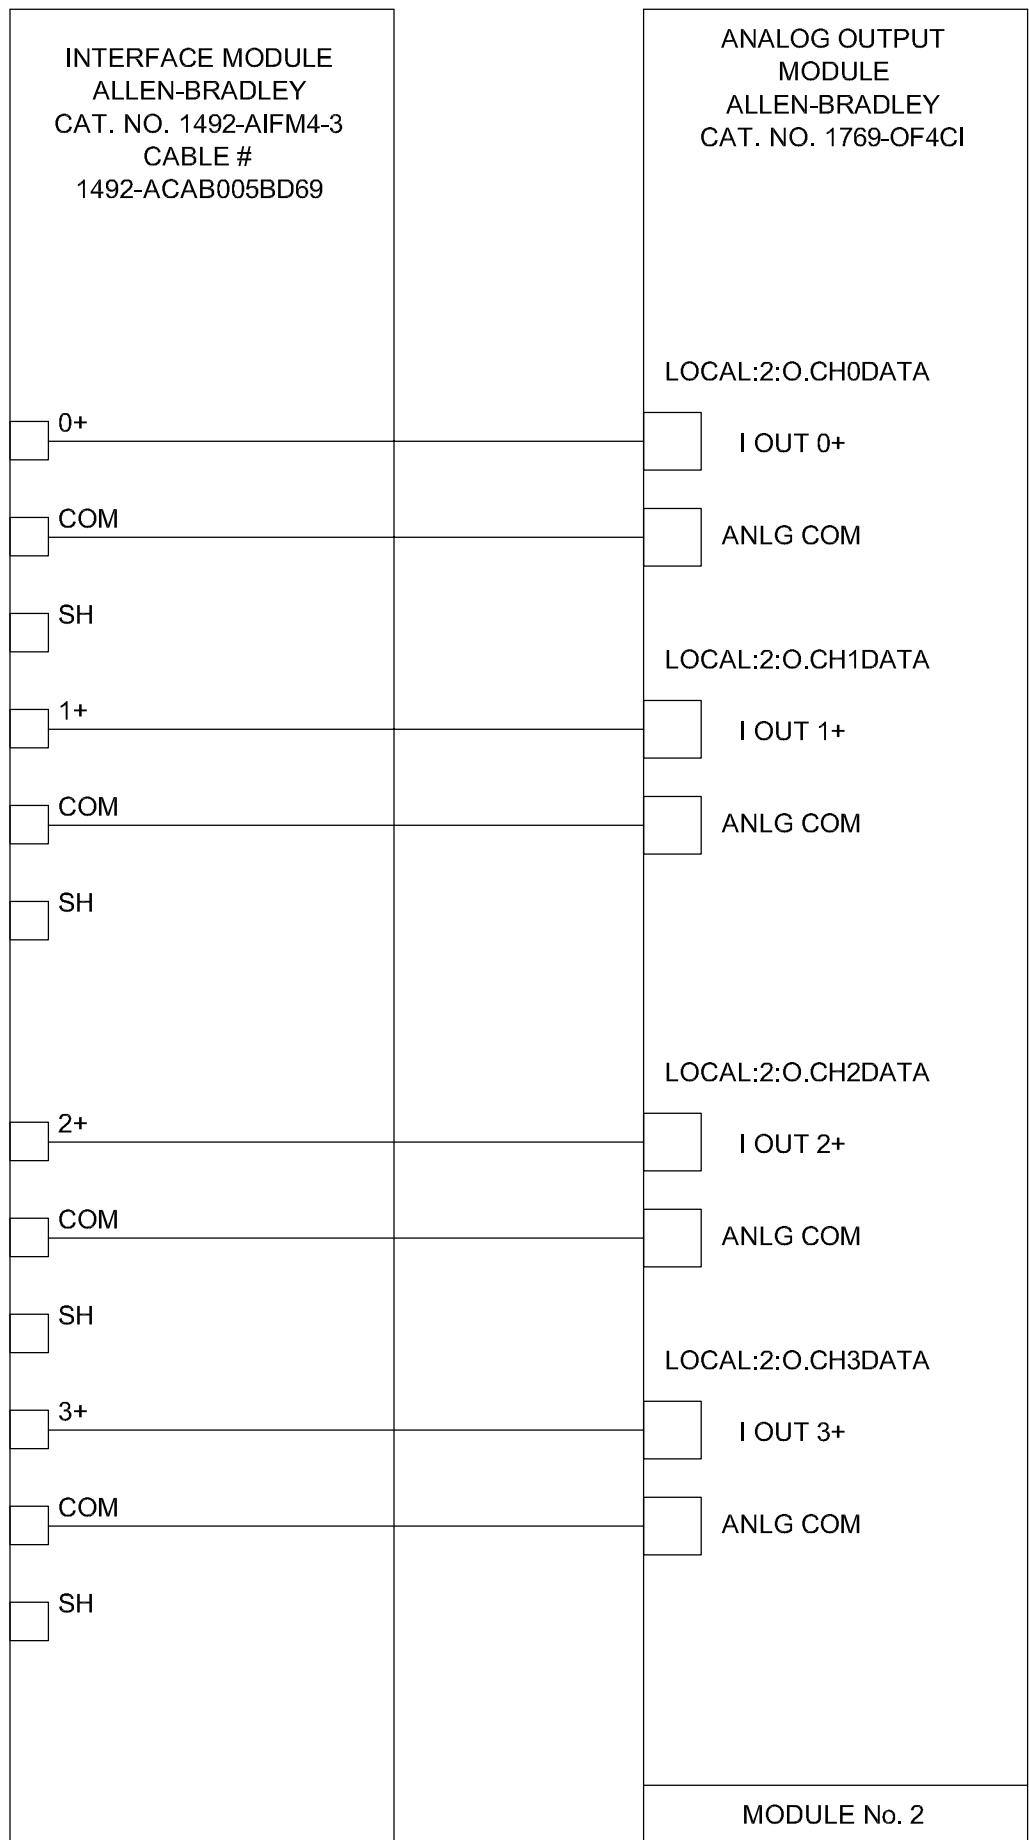 INTERFACE MODULE
ALLEN-BRADLEY
CAT. NO. 1492-AIFM4-3
CABLE #
1492-ACAB005BD69
ANALOG OUTPUT
MODULE
ALLEN-BRADLEY
CAT. NO. 1769-OF4CI
LOCAL:2:O.CH0DATA
0+
I OUT 0+
COM
ANLG COM
SH
LOCAL:2:O.CH1DATA
1+
I OUT 1+
COM
ANLG COM
SH
LOCAL:2:O.CH2DATA
2+
I OUT 2+
COM
ANLG COM
SH
LOCAL:2:O.CH3DATA
3+
I OUT 3+
COM
ANLG COM
SH
MODULE No. 2